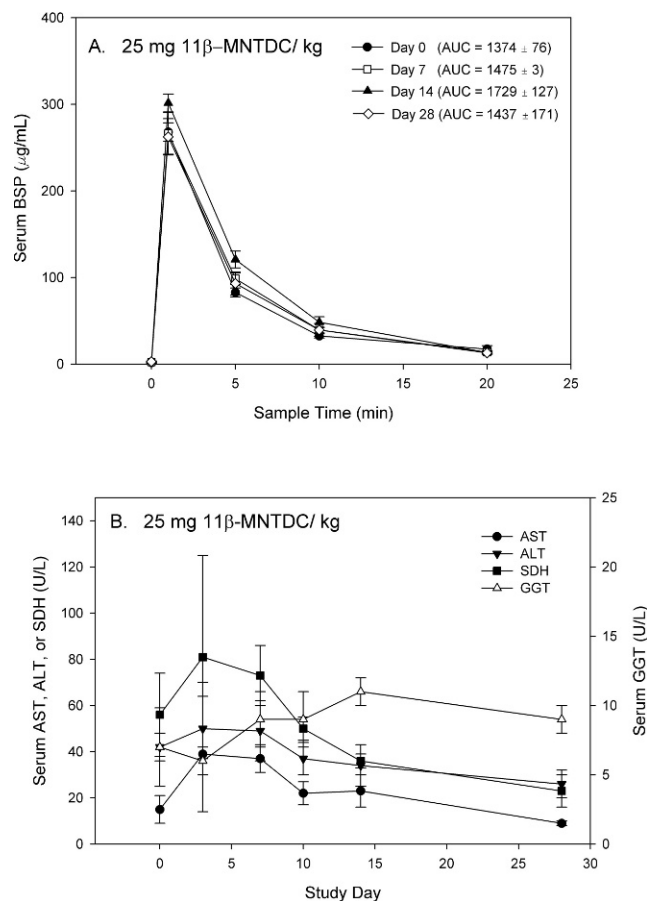 A. 25 mg 11β–MNTDC/ kg
Day 0 (AUC = 1374 ± 76)
Day 7 (AUC = 1475 ± 3)
Day 14 (AUC = 1729 ± 127)
Day 28 (AUC = 1437 ± 171)
Serum BSP (μg/mL)
400
300
200
100
0
0 5 10 15 20 25
Sample Time (min)
B. 25 mg 11β-MNTDC/ kg
AST
ALT
SDH
GGT
Serum AST, ALT, or SDH (U/L)
140
120
100
80
60
40
20
0
25
20
15
10
5
0
Serum GGT (U/L)
0 5 10 15 20 25 30
Study Day